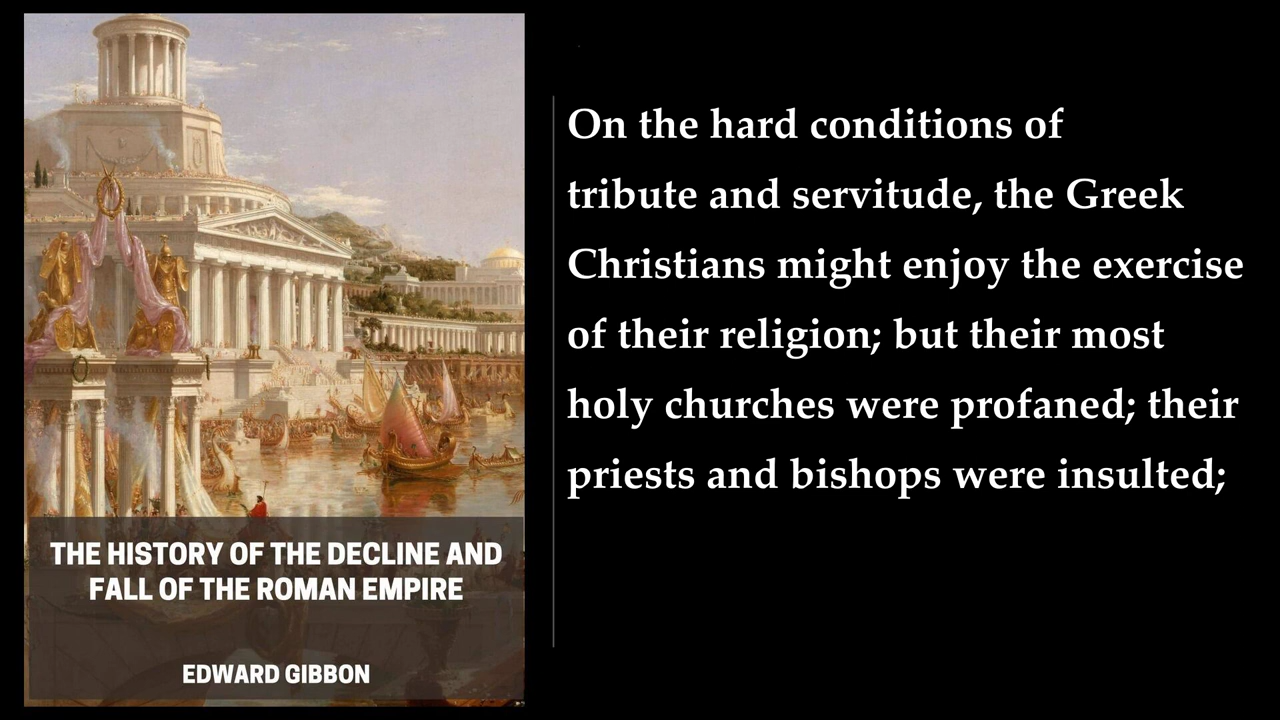 THE HISTORY OF THE DECLINE AND
FALL OF THE ROMAN EMPIRE
EDWARD GIBBON
On the hard conditions of
tribute and servitude, the Greek
Christians might enjoy the exercise
of their religion; but their most
holy churches were profaned; their
priests and bishops were insulted;